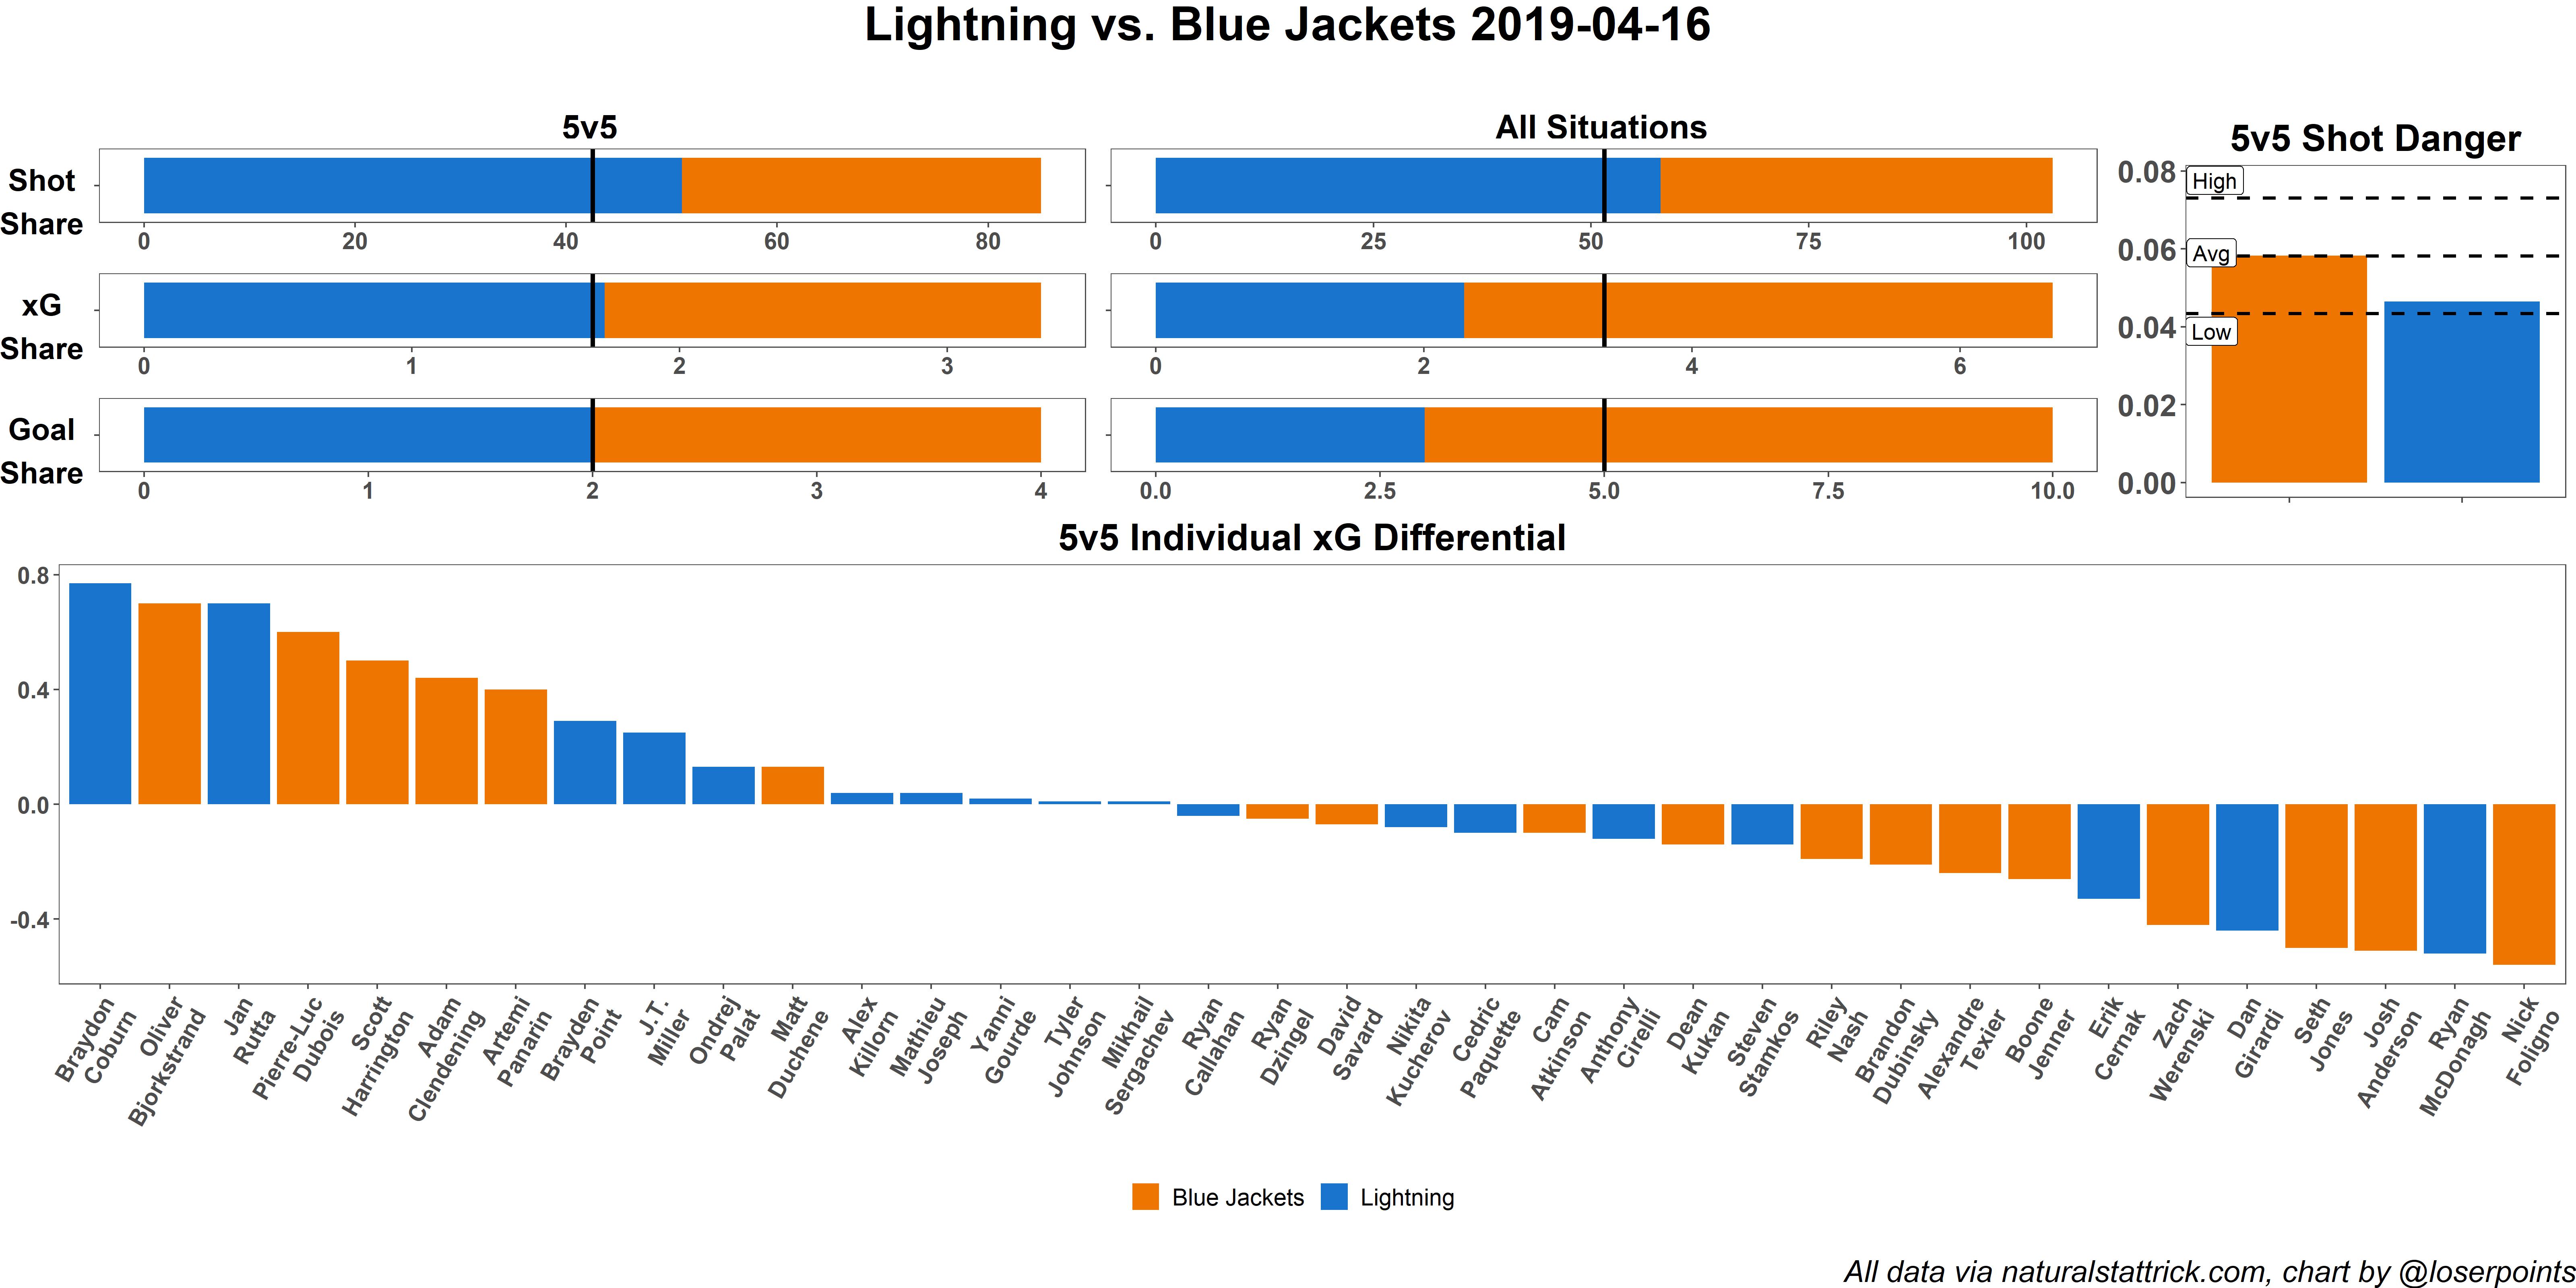 Lightning vs. Blue Jackets 2019-04-16
5v5
All Situations
5v5 Shot Danger
Shot
Share
0 20 40 60 80
0 25 50 75 100
xG
Share
0 1 2 3
0 2 4 6
Goal
Share
0 1 2 3 4
0.0 2.5 5.0 7.5 10.0
0.08
0.06
0.04
0.02
0.00
High
Avg
Low
5v5 Individual xG Differential
0.8
0.4
0.0
-0.4
Braydon
Coburn
Oliver
Bjorkstrand
Jan
Rutta
Pierre-Luc
Dubois
Scott
Harrington
Adam
Clendening
Artemi
Panarin
Brayden
Point
J.T.
Miller
Ondrej
Palat
Matt
Duchene
Alex
Killorn
Mathieu
Joseph
Yanni
Gourde
Tyler
Johnson
Mikhail
Sergachev
Ryan
Callahan
Ryan
Dzingel
David
Savard
Nikita
Kucherov
Cedric
Paquette
Cam
Atkinson
Anthony
Cirelli
Dean
Kukan
Steven
Stamkos
Riley
Nash
Brandon
Dubinsky
Alexandre
Texier
Boone
Jenner
Erik
Cernak
Zach
Werenski
Dan
Girardi
Seth
Jones
Josh
Anderson
Ryan
McDonagh
Nick
Foligno
Blue Jackets
Lightning
All data via naturalstattrick.com, chart by @loserpoints